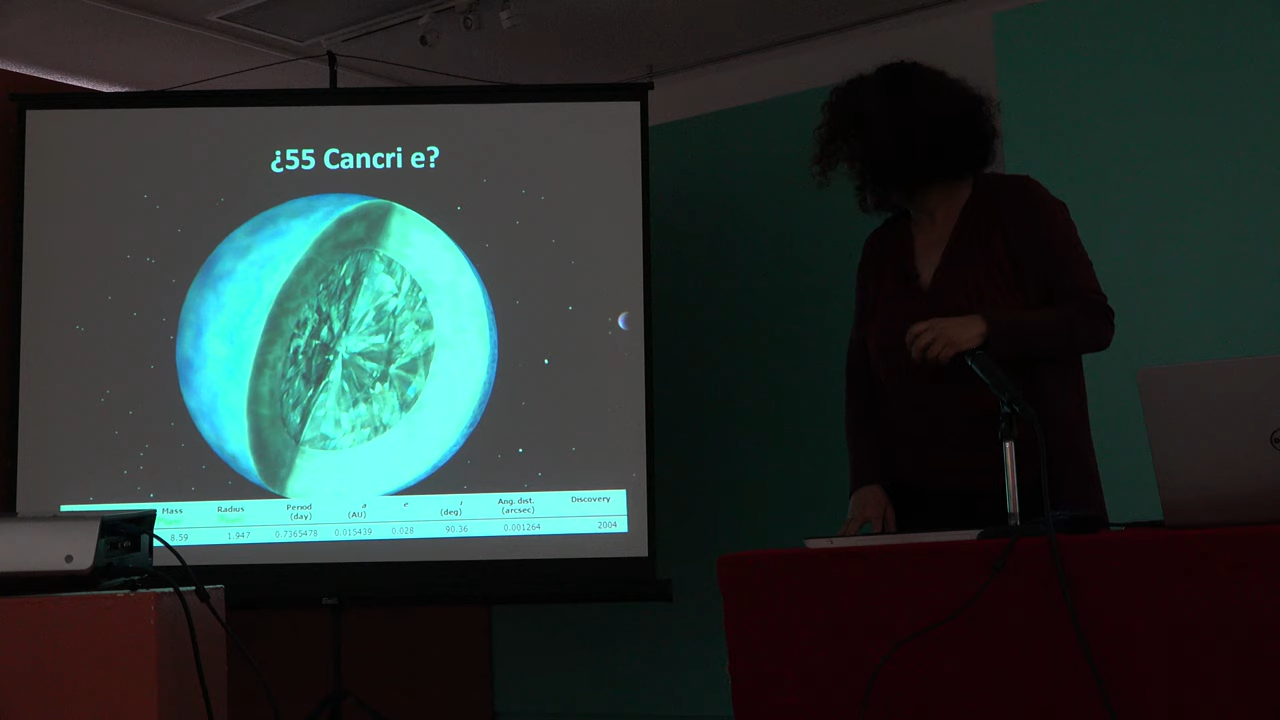 ¿55 Cancri e?
Mass Radius Period (day) a (AU) e i (deg) Ang. dist. (arcsec) Discovery
8.59 1.947 0.7365478 0.015439 0.028 90.36 0.001264 2004